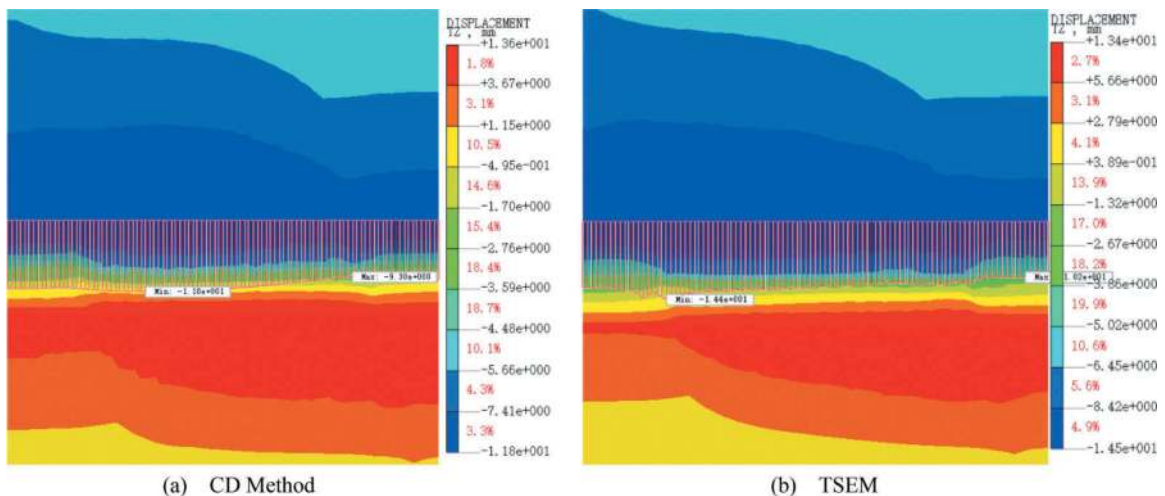 DISPLACEMENT
TZ , mm
+1.36e+001
1.8%
+3.67e+000
3.1%
+1.15e+000
10.5%
-4.95e-001
14.6%
-1.70e+000
15.4%
-2.76e+000
18.4%
-3.59e+000
18.7%
-4.48e+000
10.1%
-5.66e+000
4.3%
-7.41e+000
3.3%
-1.18e+001
Max: -9.30e+000
Min: -1.18e+001
(a) CD Method
DISPLACEMENT
TZ , mm
+1.34e+001
2.7%
+5.66e+000
3.1%
+2.79e+000
4.1%
+3.89e-001
13.9%
-1.32e+000
17.0%
-2.67e+000
18.2%
-3.86e+000
19.9%
-5.02e+000
10.6%
-6.45e+000
5.6%
-8.42e+000
4.9%
-1.45e+001
Max
1.02e+001
Min: -1.44e+001
(b) TSEM